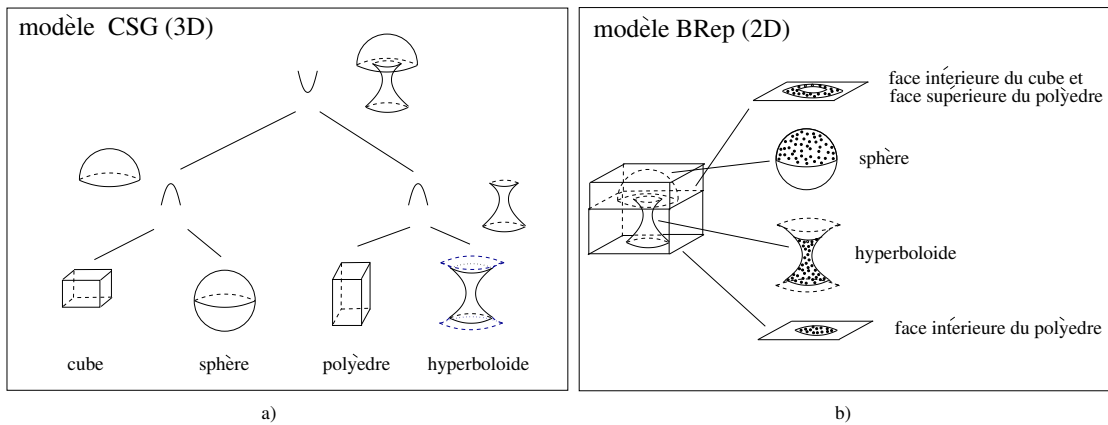 modèle CSG (3D)
cube
sphère
polyèdre
hyperboloide
a)
modèle BRep (2D)
face intérieure du cube et
face supérieure du polyèdre
sphère
hyperboloide
face intérieure du polyèdre
b)